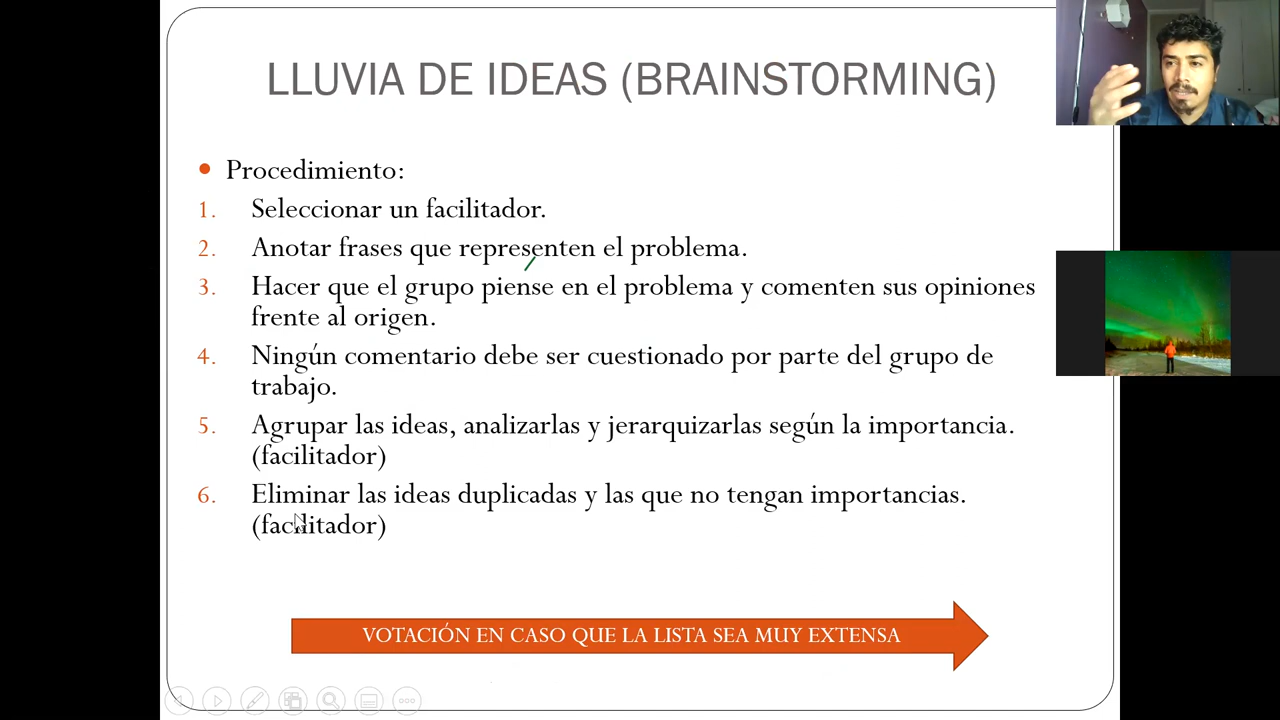 LLUVIA DE IDEAS (BRAINSTORMING)
• Procedimiento:
1. Seleccionar un facilitador.
2. Anotar frases que representen el problema.
3. Hacer que el grupo piense en el problema y comenten sus opiniones
frente al origen.
4. Ningún comentario debe ser cuestionado por parte del grupo de
trabajo.
5. Agrupar las ideas, analizarlas y jerarquizarlas según la importancia.
(facilitador)
6. Eliminar las ideas duplicadas y las que no tengan importancias.
(facilitador)
VOTACIÓN EN CASO QUE LA LISTA SEA MUY EXTENSA